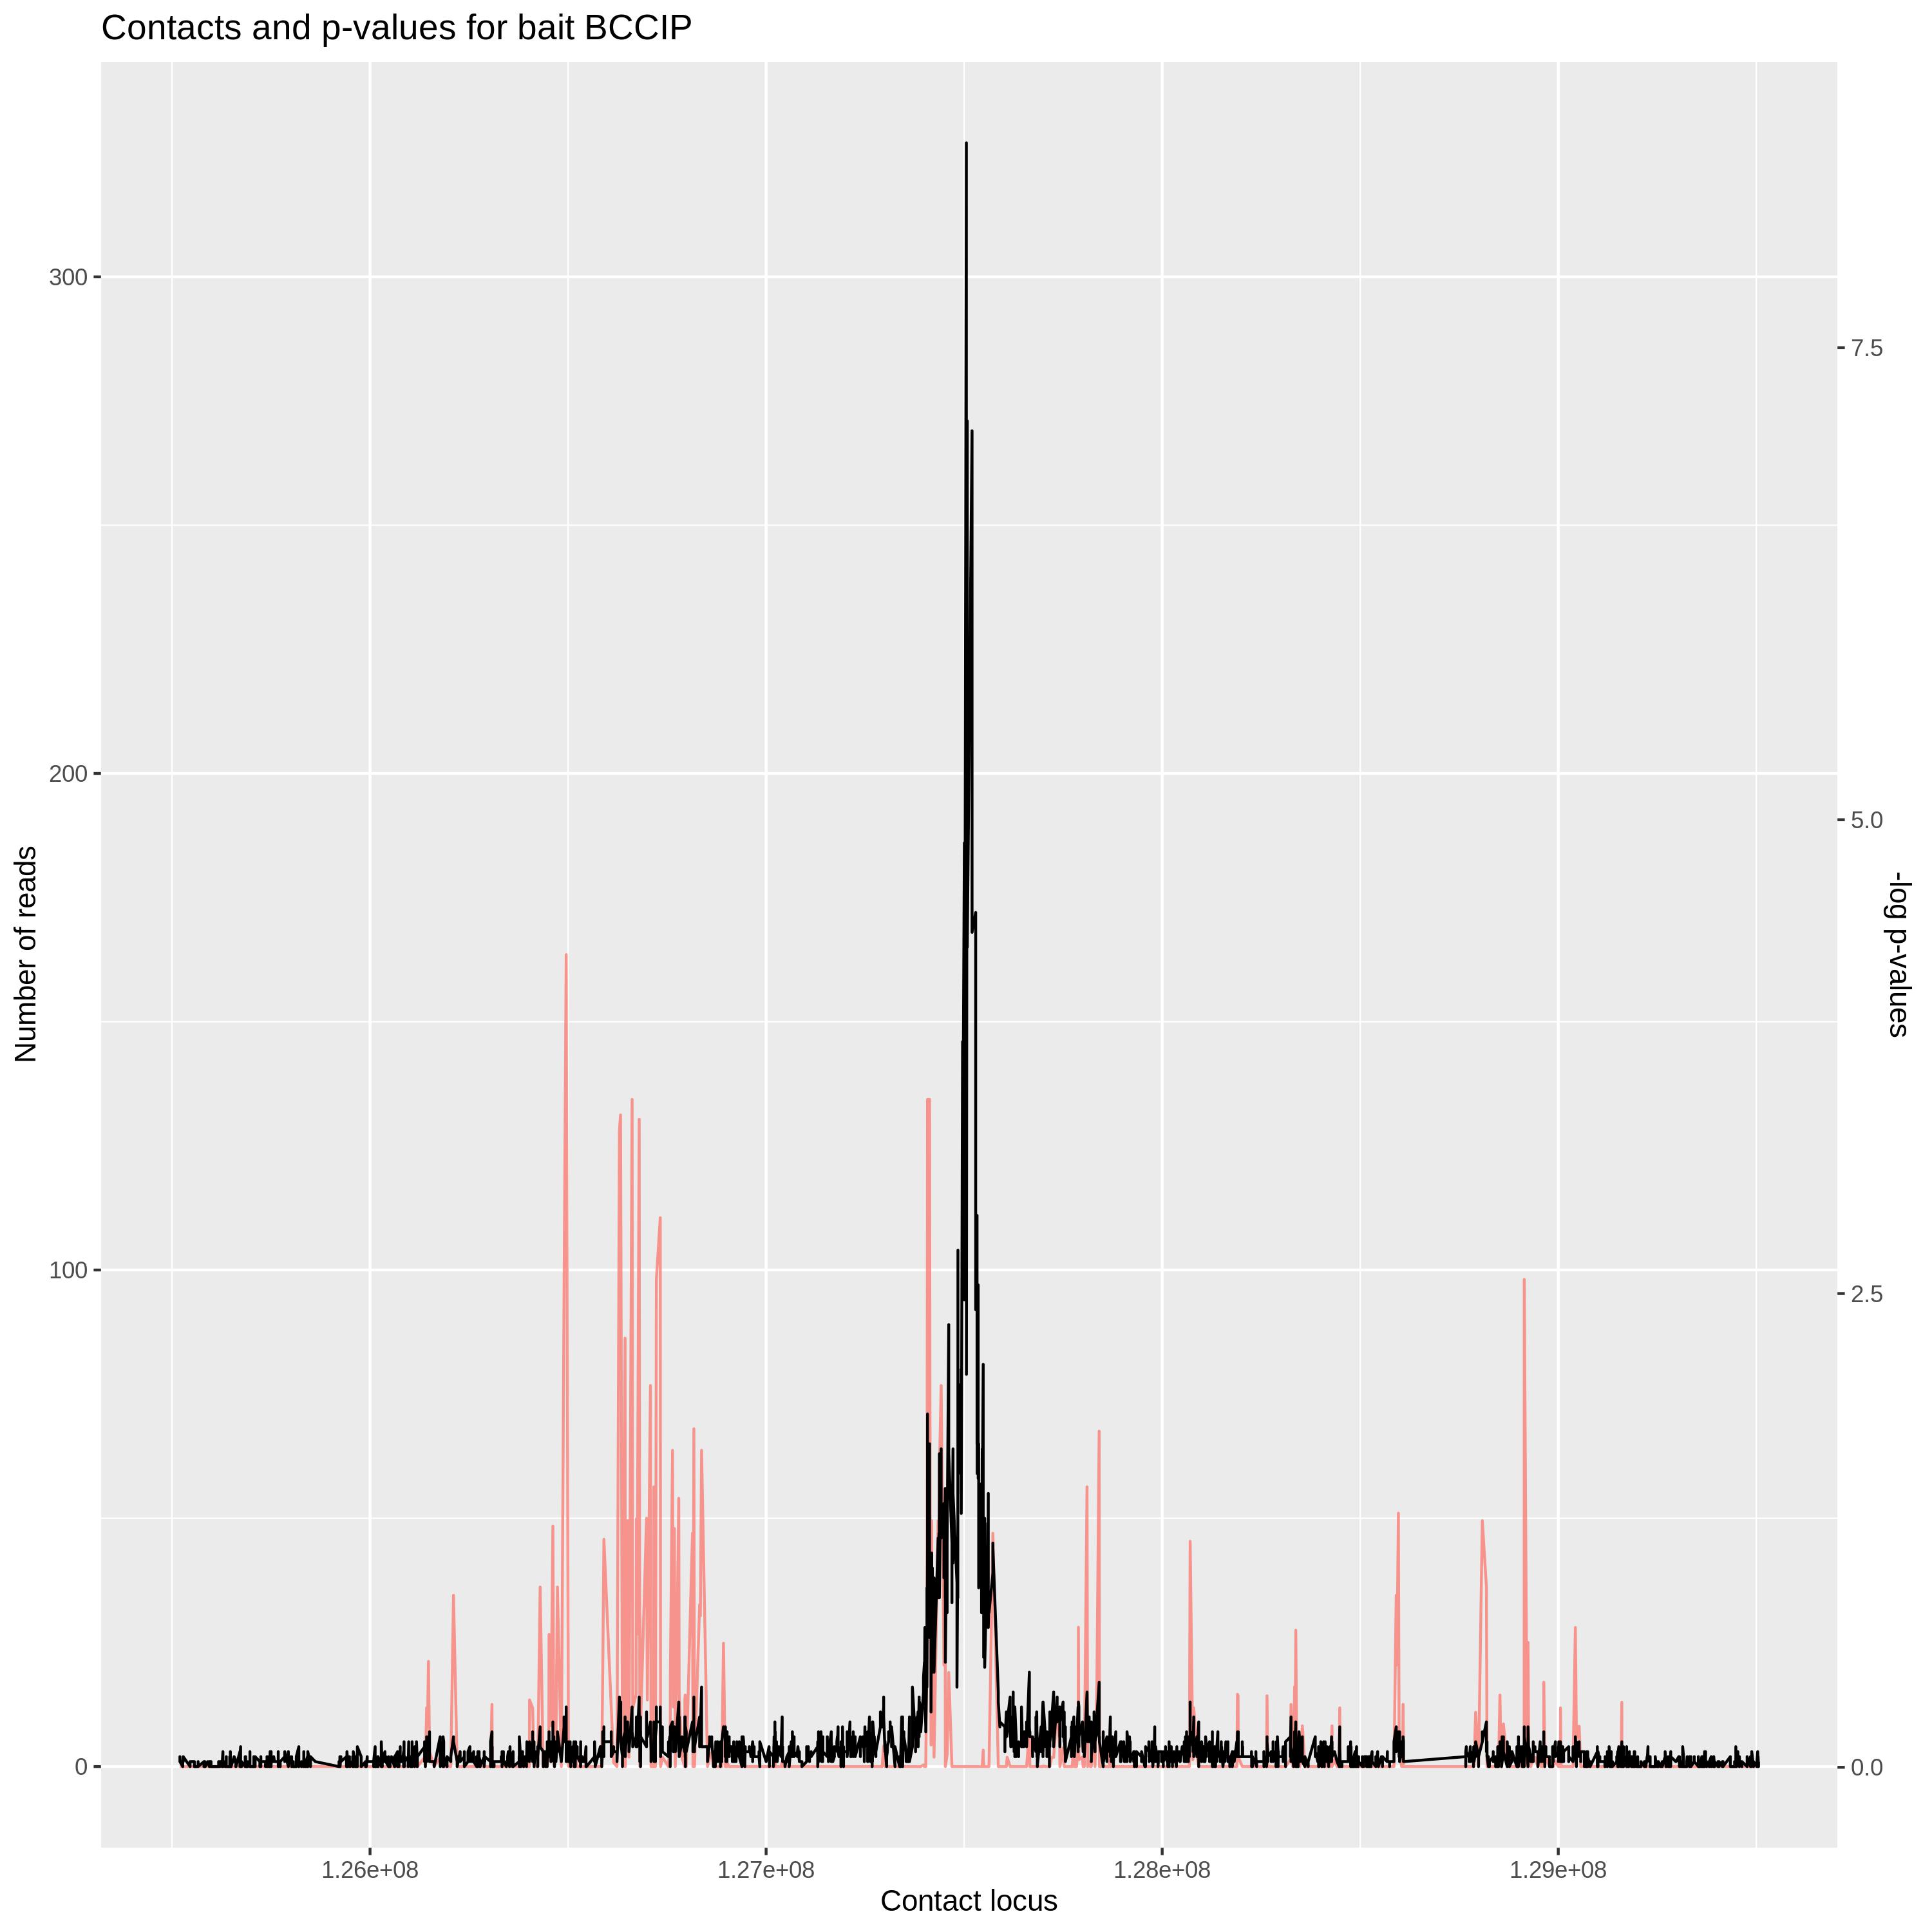 Contacts and p-values for bait BCCIP
300
200
100
0
Number of reads
7.5
5.0
2.5
0.0
-log p-values
1.26e+08
1.27e+08
1.28e+08
1.29e+08
Contact locus